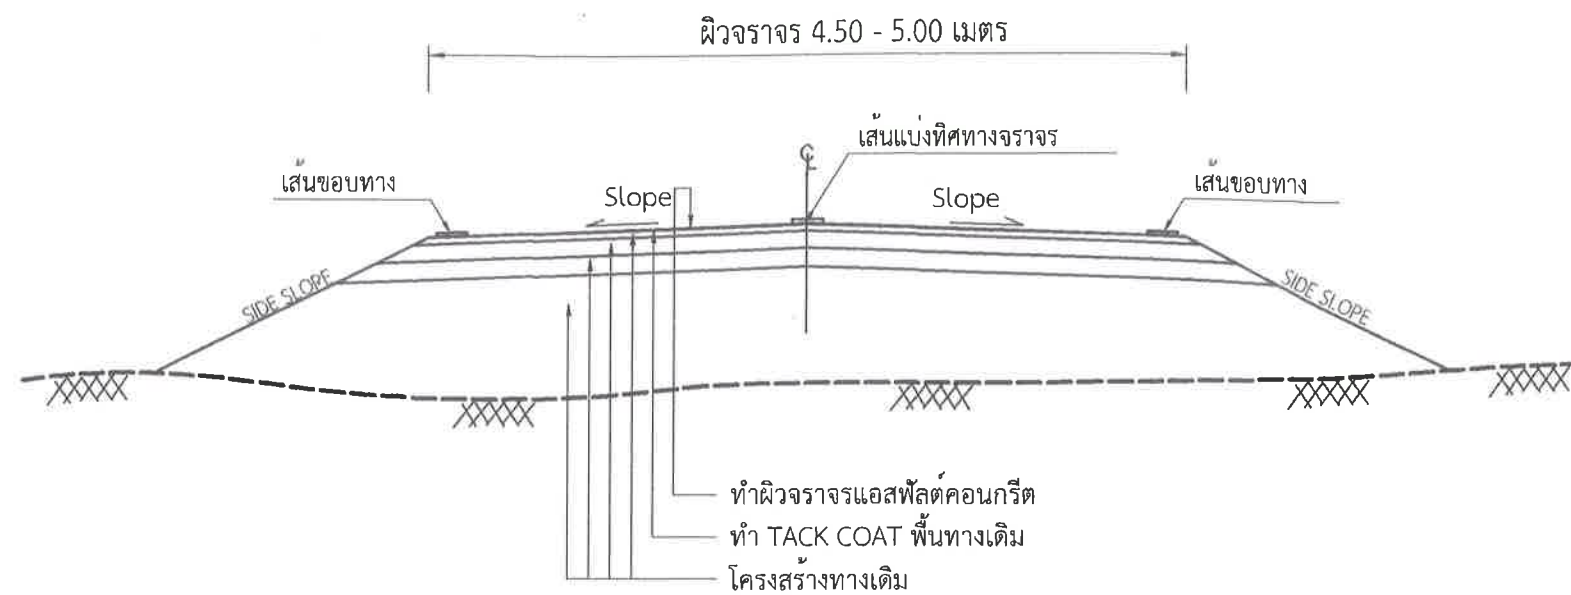 ผิวจราจร 4.50 - 5.00 เมตร
เส้นแบ่งทิศทางจราจร
℄
เส้นขอบทาง
Slope
Slope
เส้นขอบทาง
SIDE SLOPE
SIDE SLOPE
ทำผิวจราจรแอสฟัลต์คอนกรีต
ทำ TACK COAT พื้นทางเดิม
โครงสร้างทางเดิม